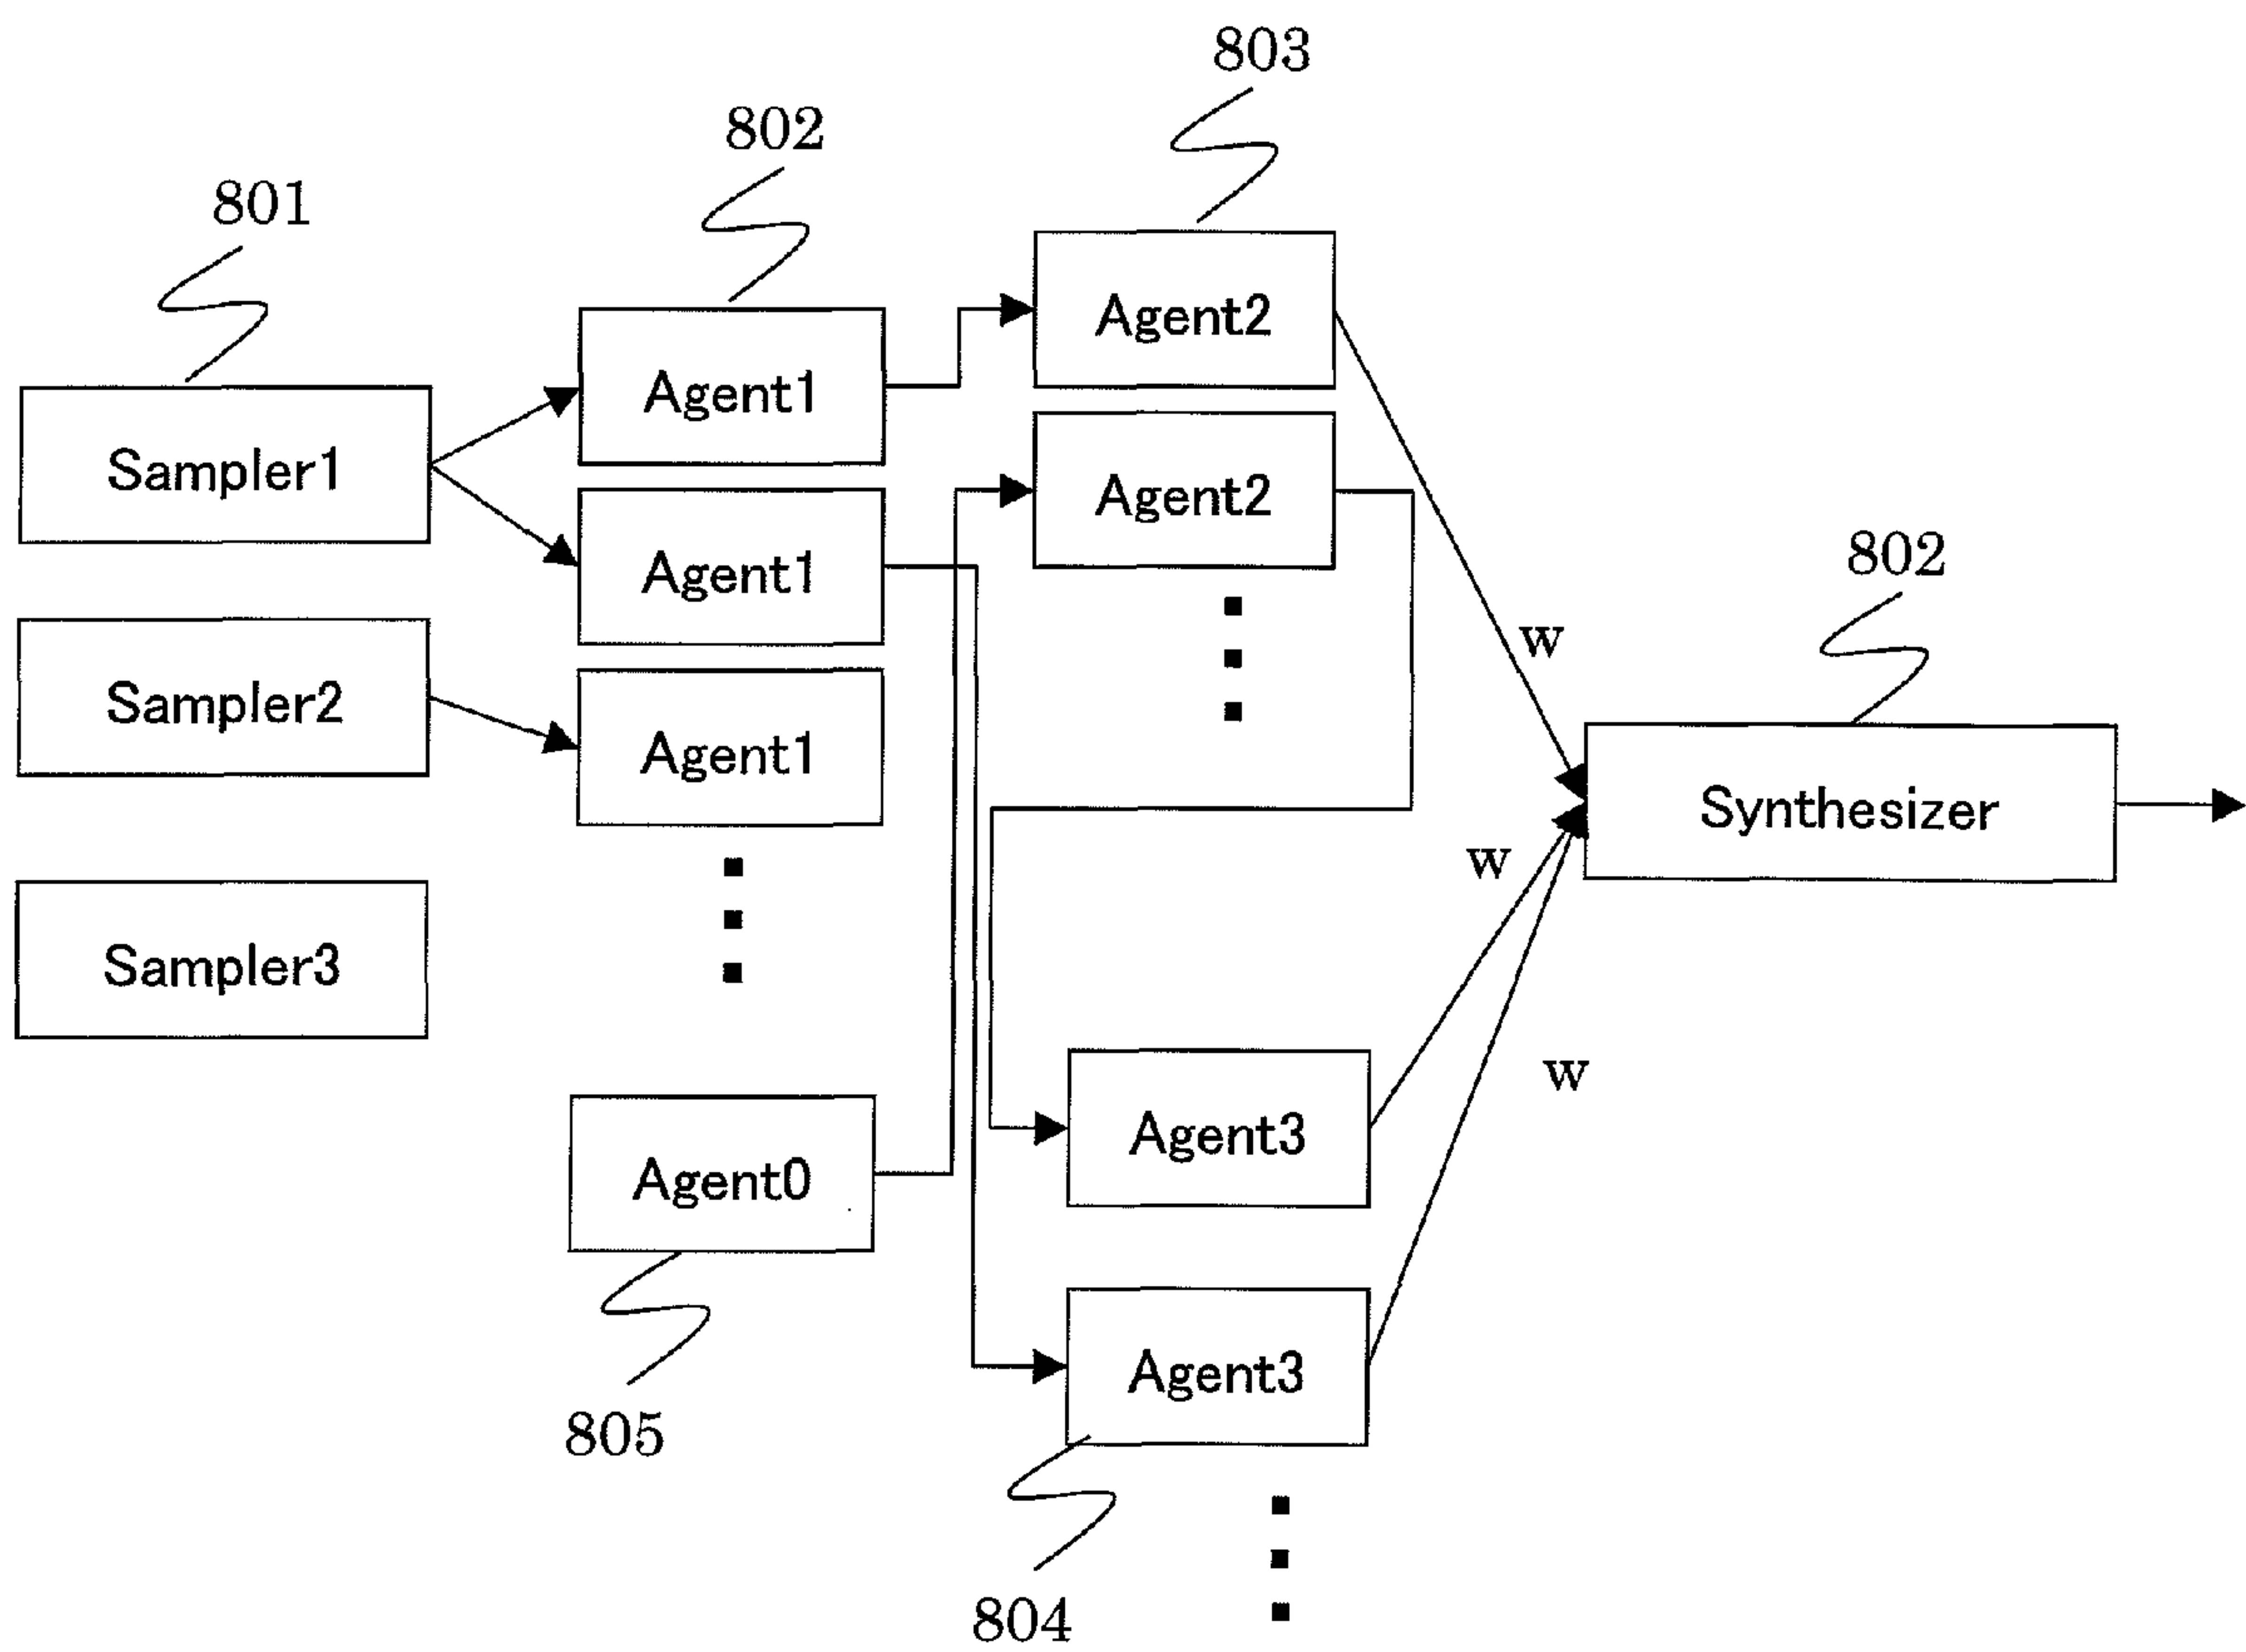 803
802
801
Agent2
Agent1
Sampler1
Agent2
802
Agent1
w
Sampler2
Agent1
Synthesizer
w
Sampler3
w
Agent3
Agent0
Agent3
805
804